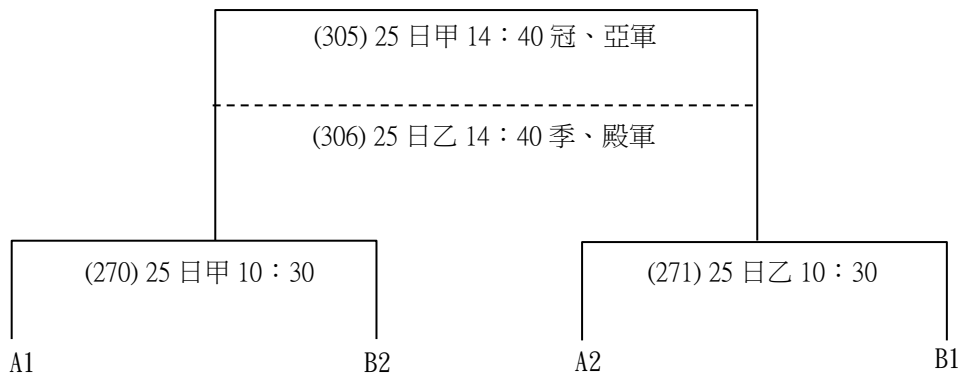 (305) 25 日甲 14：40 冠、亞軍
(306) 25 日乙 14：40 季、殿軍
(270) 25 日甲 10：30
(271) 25 日乙 10：30
A1
B2
A2
B1